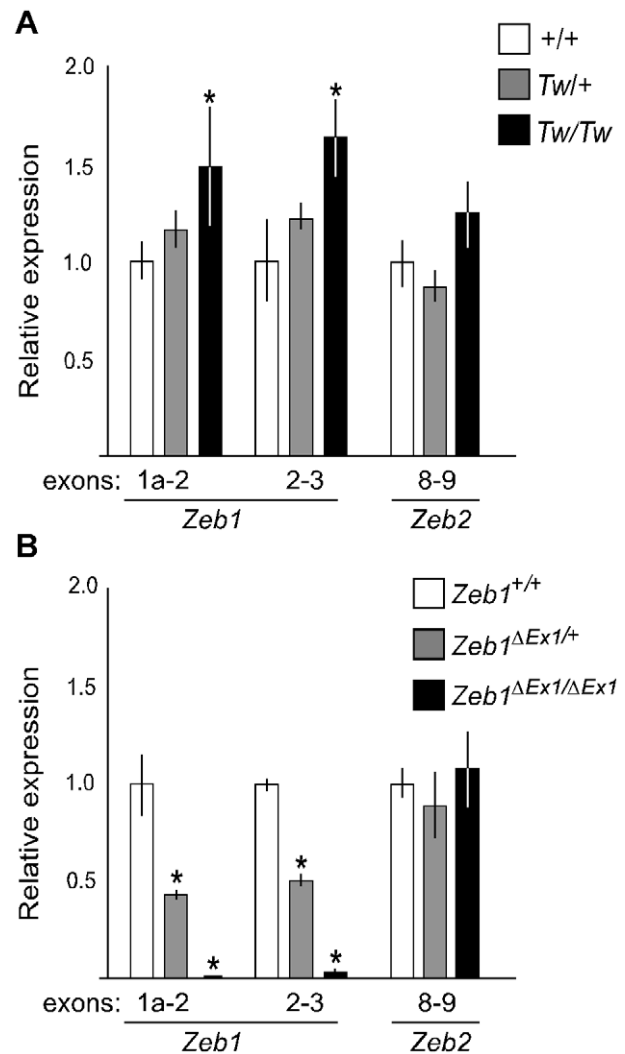 A
+/+
Tw/+
Tw/Tw
2.0
1.5
1.0
0.5
Relative expression
* *
exons: 1a-2 2-3 8-9
Zeb1 Zeb2
B
Zeb1+/+
Zeb1ΔEx1/+
Zeb1ΔEx1/ΔEx1
2.0
1.5
1.0
0.5
Relative expression
* * * *
exons: 1a-2 2-3 8-9
Zeb1 Zeb2